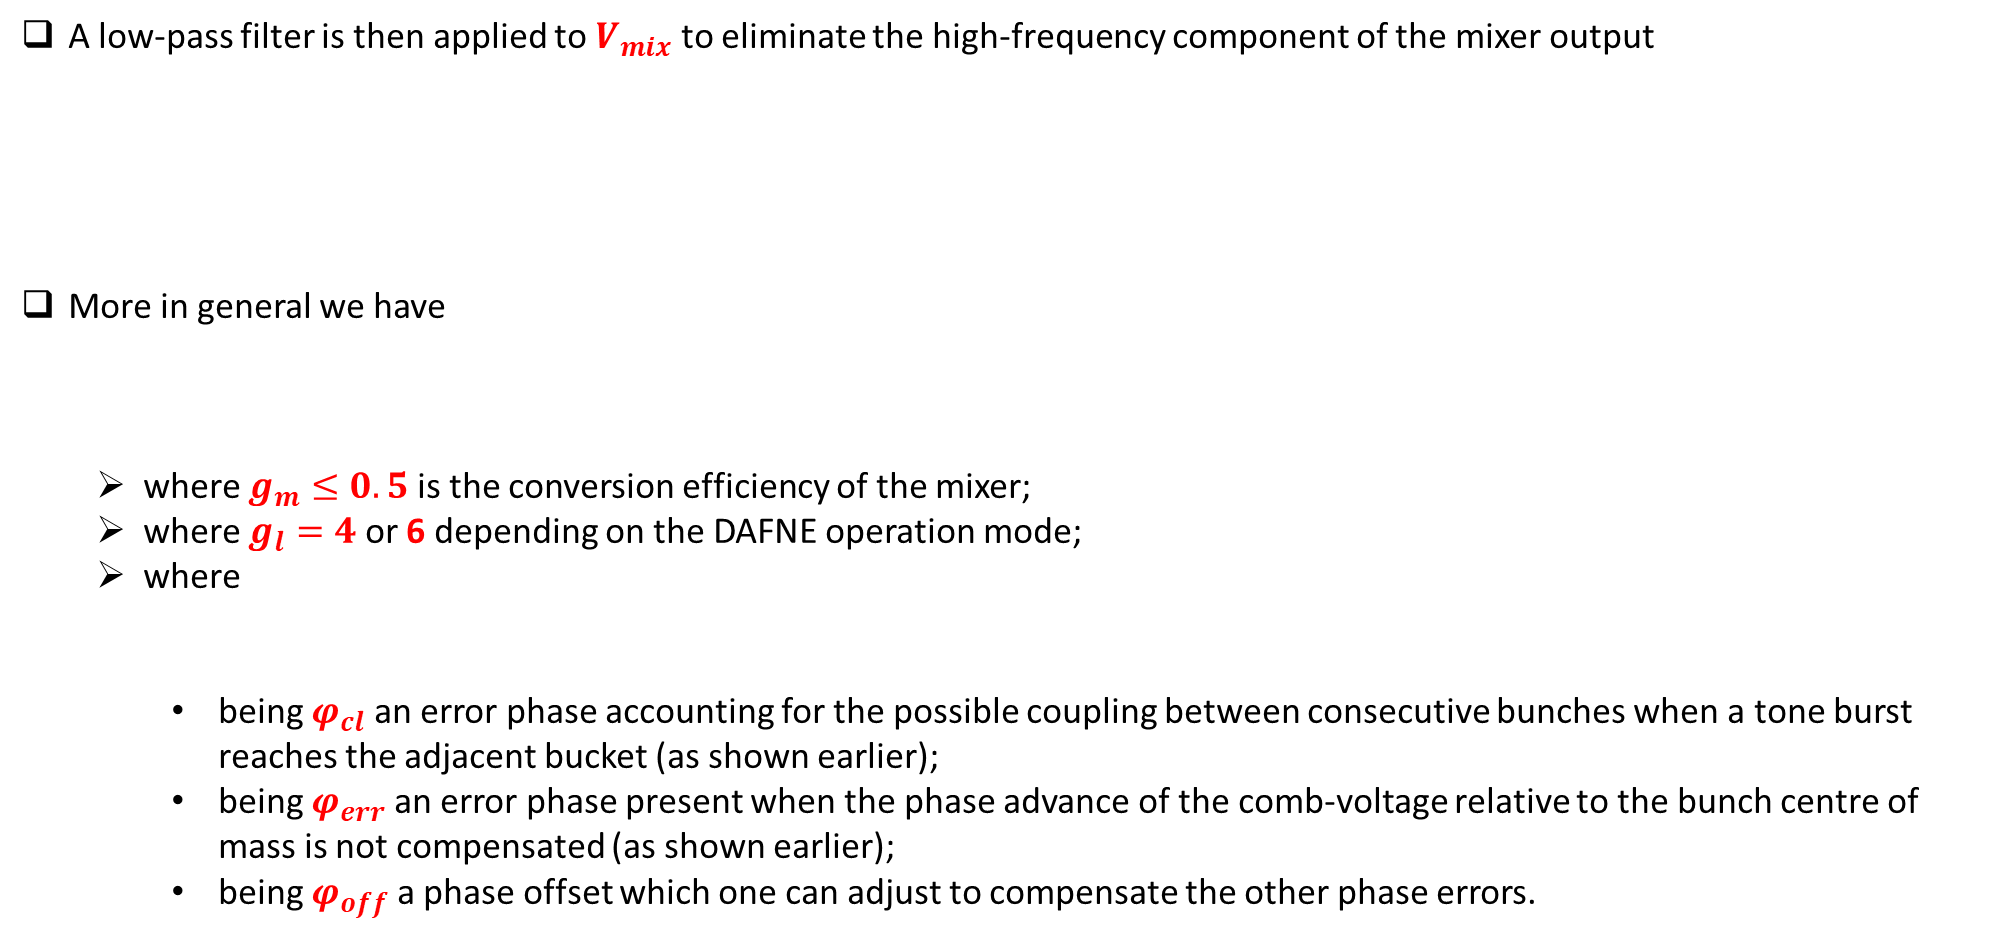 ❑ A low-pass filter is then applied to V_mix to eliminate the high-frequency component of the mixer output
❑ More in general we have
➢ where g_m ≤ 0.5 is the conversion efficiency of the mixer;
➢ where g_l = 4 or 6 depending on the DAFNE operation mode;
➢ where
• being φ_cl an error phase accounting for the possible coupling between consecutive bunches when a tone burst
reaches the adjacent bucket (as shown earlier);
• being φ_err an error phase present when the phase advance of the comb-voltage relative to the bunch centre of
mass is not compensated (as shown earlier);
• being φ_off a phase offset which one can adjust to compensate the other phase errors.